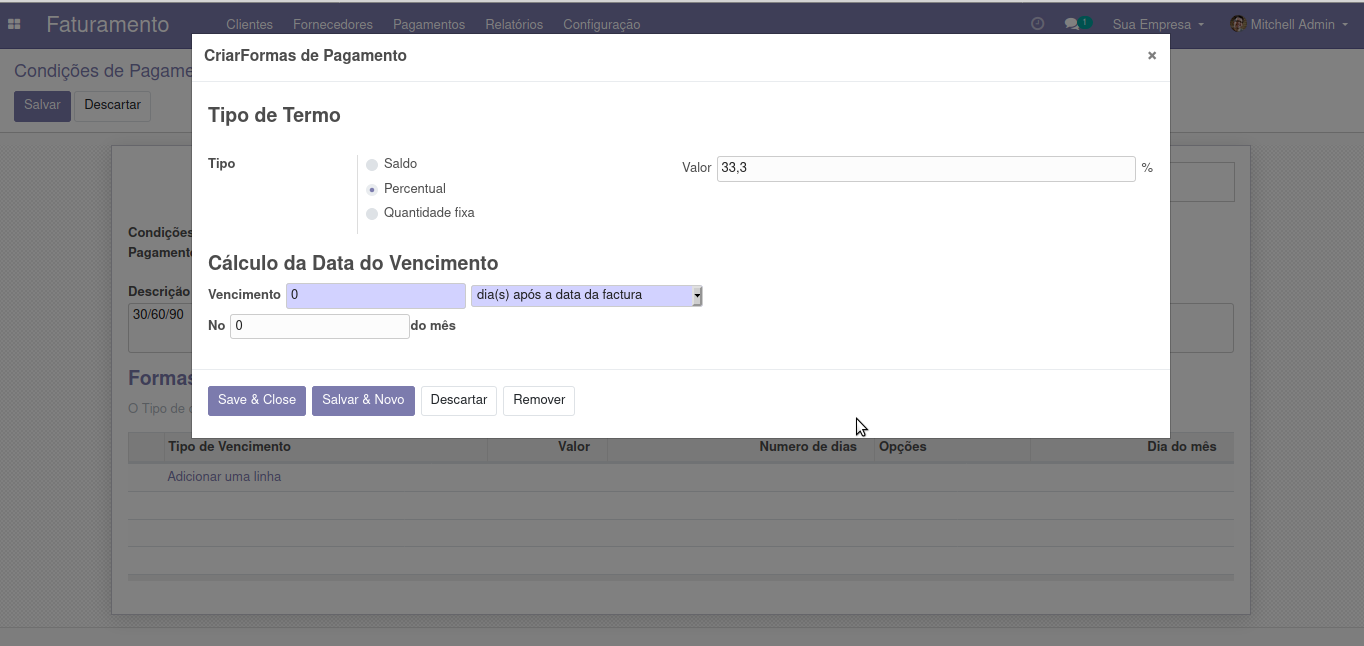 Faturamento Clientes Fornecedores Pagamentos Relatórios Configuração 1 Sua Empresa Mitchell Admin
CriarFormas de Pagamento ×
Condições de Pagame
Salvar Descartar
Tipo de Termo
Tipo
Saldo
Percentual
Quantidade fixa
Valor 33,3 %
Condições
Pagament
Cálculo da Data do Vencimento
Vencimento 0 dia(s) após a data da factura
No 0 do mês
Descrição
30/60/90
Formas
Save & Close Salvar & Novo Descartar Remover
O Tipo de
Tipo de Vencimento Valor Numero de dias Opções Dia do mês
Adicionar uma linha